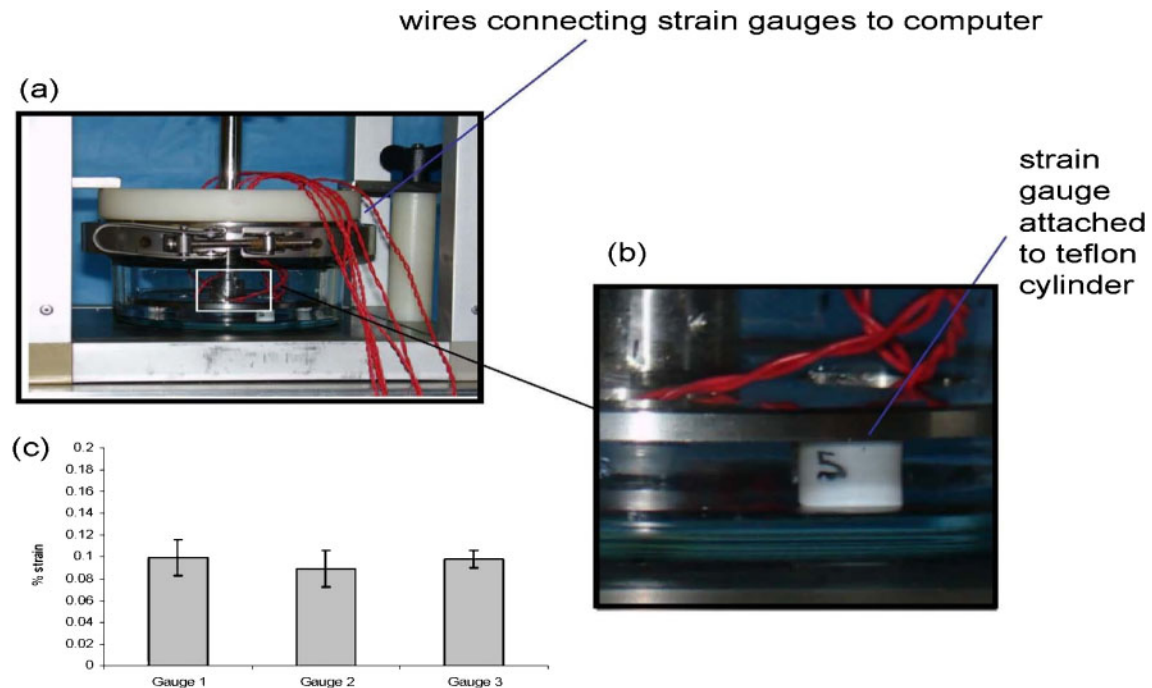 wires connecting strain gauges to computer
(a)
strain
gauge
attached
to teflon
cylinder
(b)
5
(c)
0.2
0.18
0.16
0.14
0.12
0.1
0.08
0.06
0.04
0.02
0
% strain
Gauge 1
Gauge 2
Gauge 3